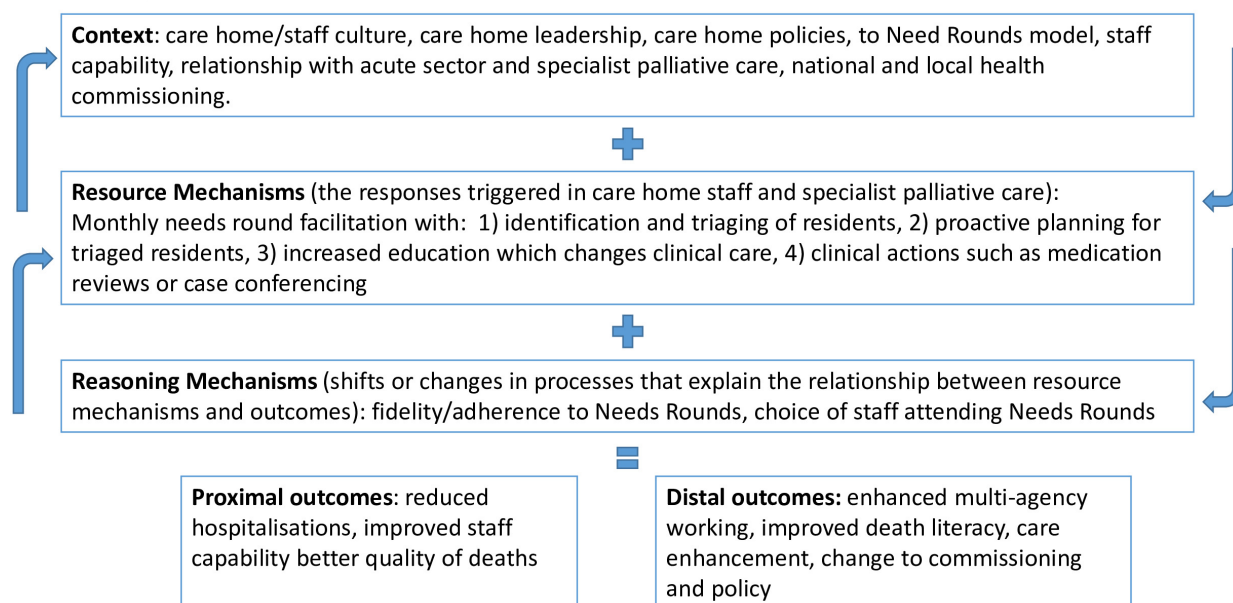 Context: care home/staff culture, care home leadership, care home policies, to Need Rounds model, staff
capability, relationship with acute sector and specialist palliative care, national and local health
commissioning.
Resource Mechanisms (the responses triggered in care home staff and specialist palliative care):
Monthly needs round facilitation with: 1) identification and triaging of residents, 2) proactive planning for
triaged residents, 3) increased education which changes clinical care, 4) clinical actions such as medication
reviews or case conferencing
Reasoning Mechanisms (shifts or changes in processes that explain the relationship between resource
mechanisms and outcomes): fidelity/adherence to Needs Rounds, choice of staff attending Needs Rounds
Proximal outcomes: reduced
hospitalisations, improved staff
capability better quality of deaths
Distal outcomes: enhanced multi-agency
working, improved death literacy, care
enhancement, change to commissioning
and policy